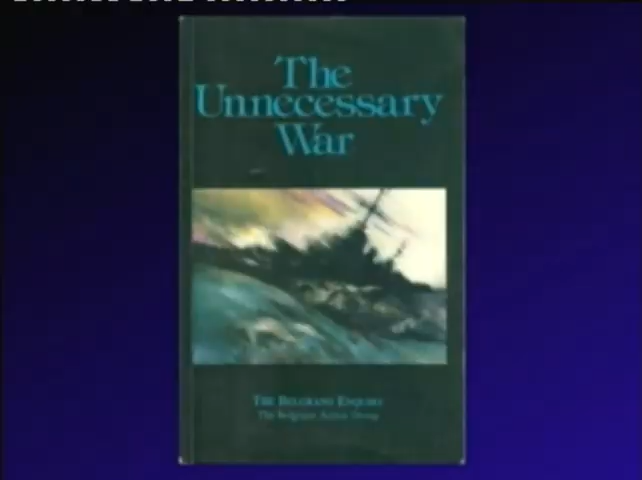 The
Unnecessary
War
THE BELGRANO ENQUIRY
The Belgrano Action Group